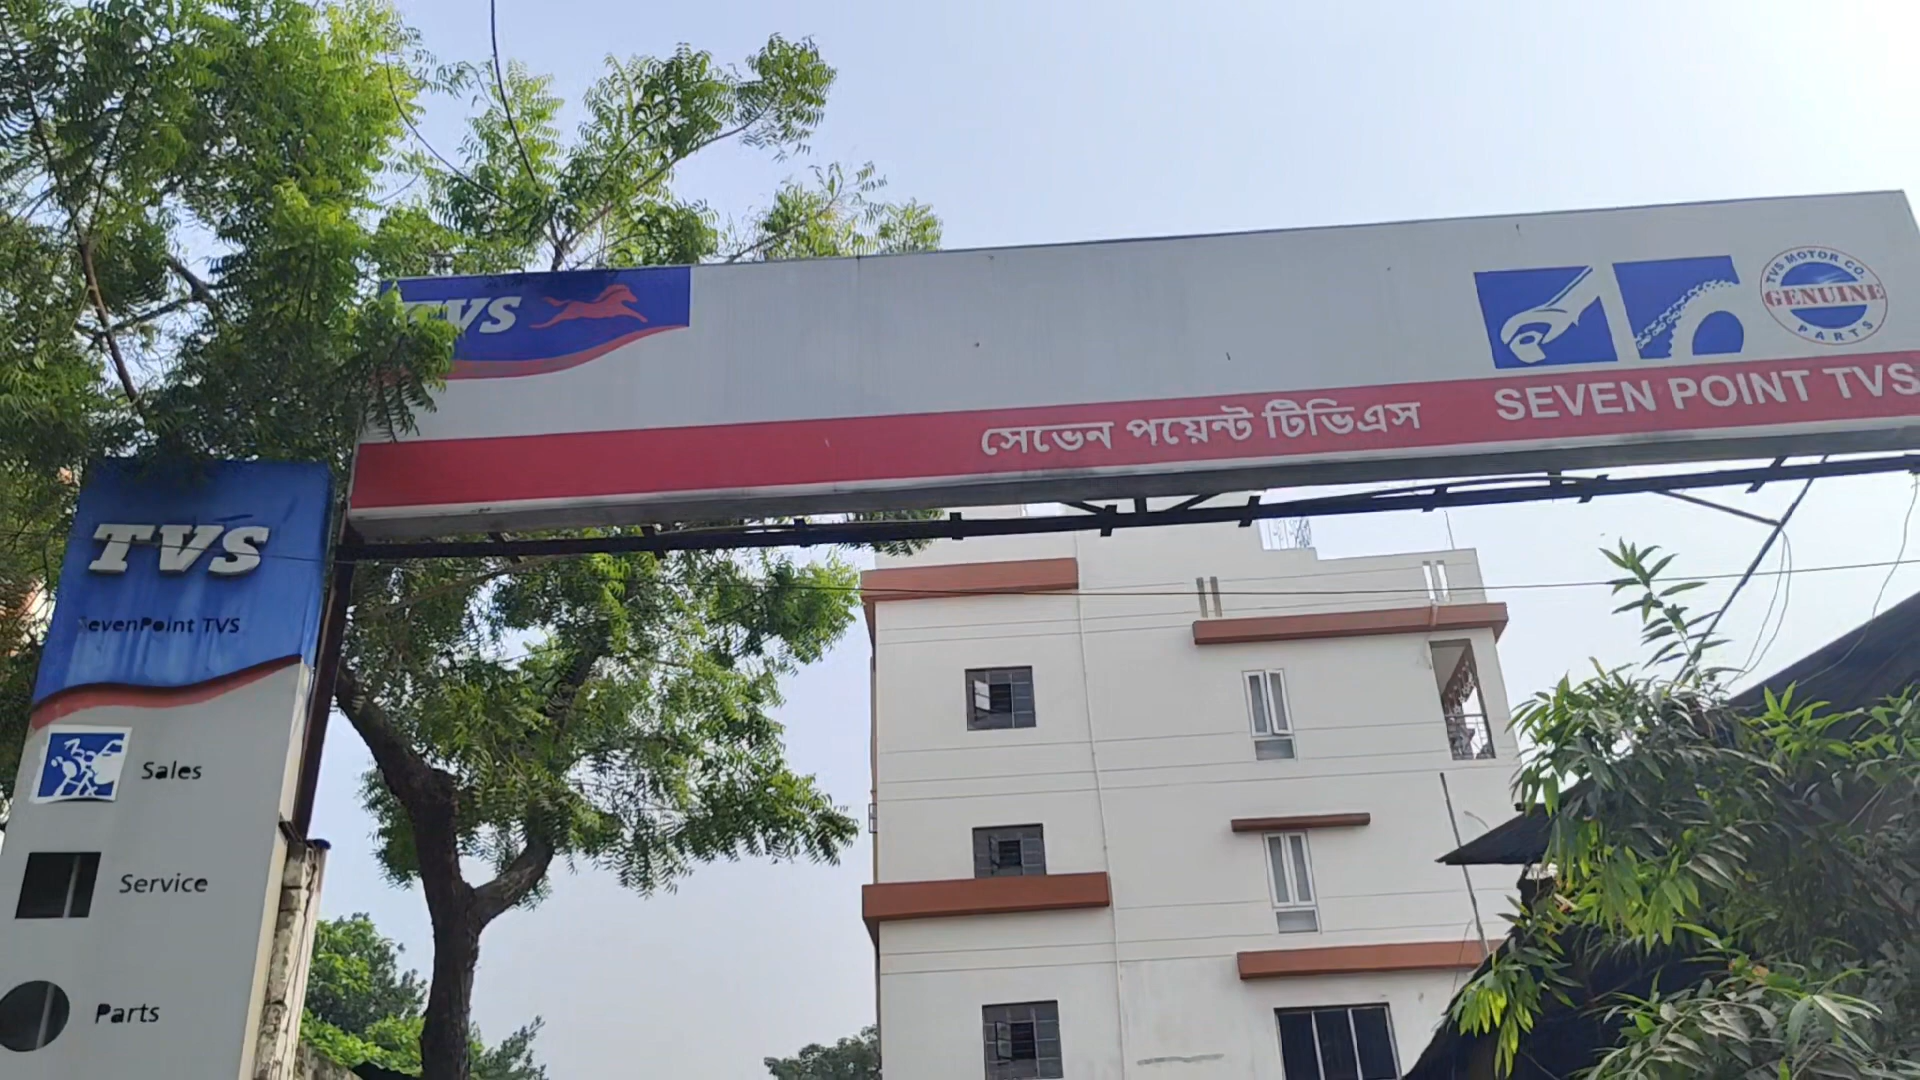 TVS
TVS MOTOR CO.
GENUINE
PARTS
সেভেন পয়েন্ট টিভিএস
SEVEN POINT TVS
TVS
SevenPoint TVS
Sales
Service
Parts